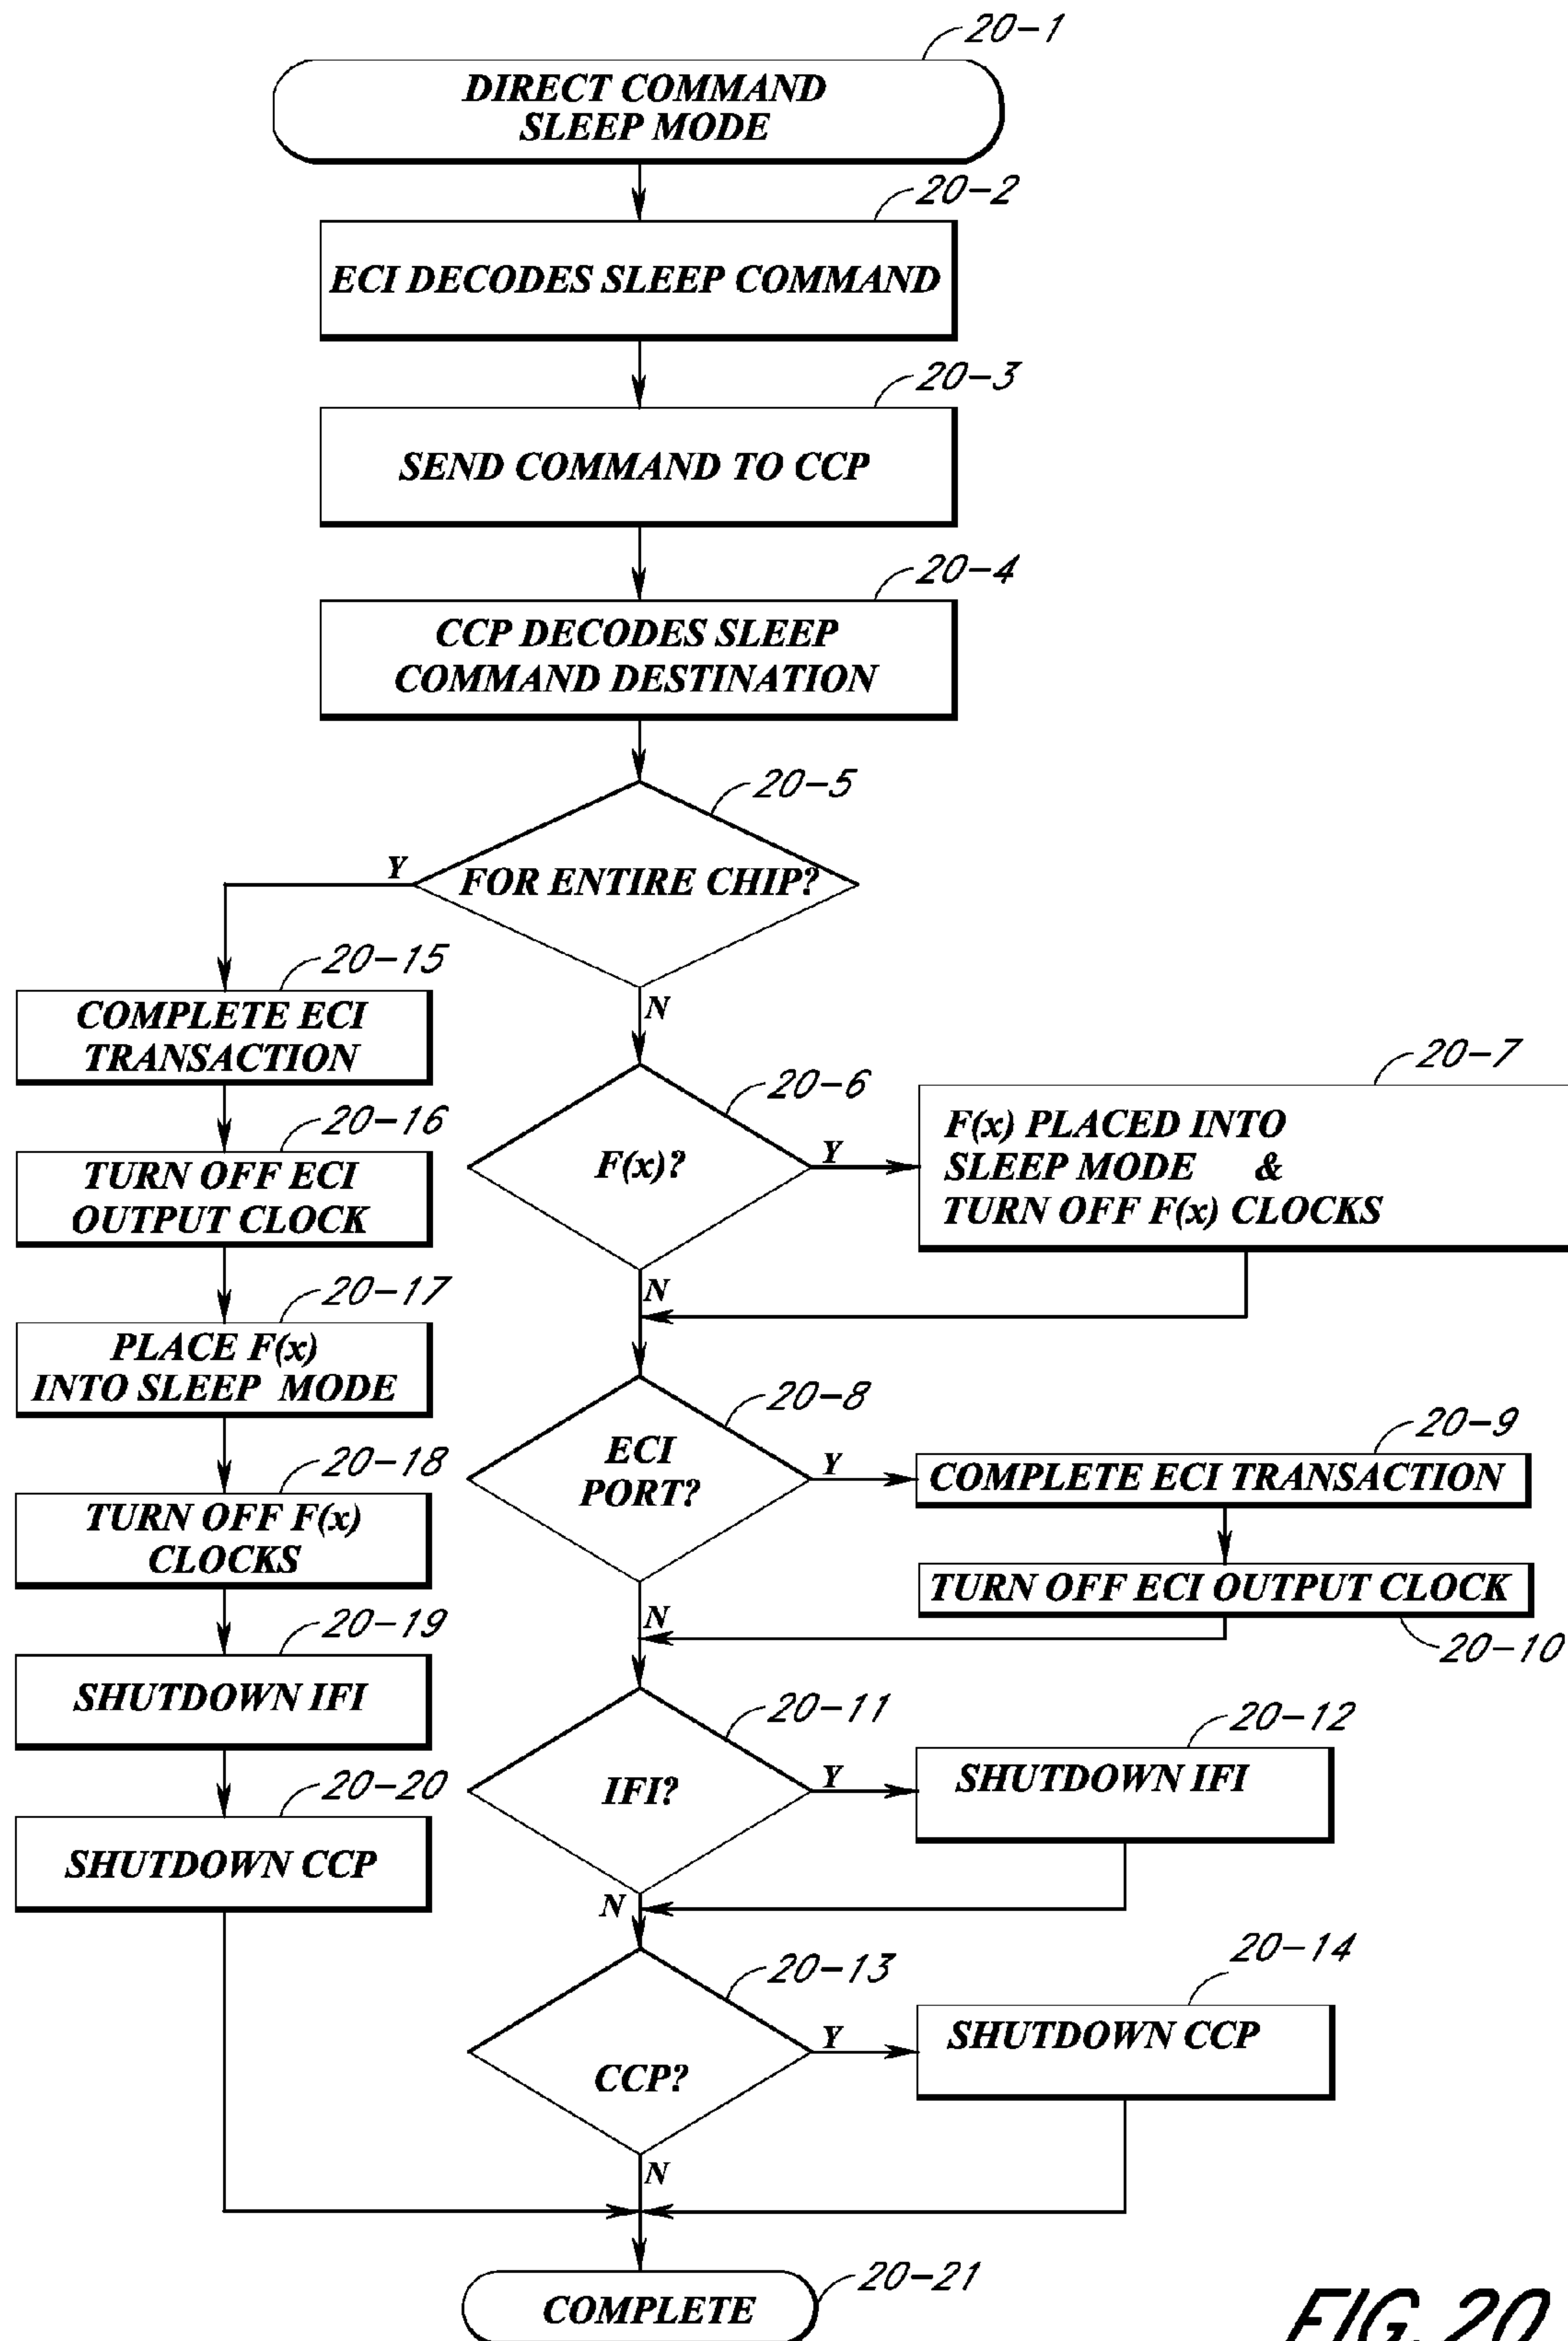 20-1
DIRECT COMMAND
SLEEP MODE
20-2
ECI DECODES SLEEP COMMAND
20-3
SEND COMMAND TO CCP
20-4
CCP DECODES SLEEP
COMMAND DESTINATION
20-5
FOR ENTIRE CHIP?
Y
N
20-15
COMPLETE ECI
TRANSACTION
20-16
TURN OFF ECI
OUTPUT CLOCK
20-17
PLACE F(x)
INTO SLEEP MODE
20-18
TURN OFF F(x)
CLOCKS
20-19
SHUTDOWN IFI
20-20
SHUTDOWN CCP
20-6
F(x)?
Y
N
20-7
F(x) PLACED INTO
SLEEP MODE &
TURN OFF F(x) CLOCKS
20-8
ECI
PORT?
Y
N
20-9
COMPLETE ECI TRANSACTION
TURN OFF ECI OUTPUT CLOCK
20-10
20-11
IFI?
Y
N
20-12
SHUTDOWN IFI
20-13
CCP?
Y
N
20-14
SHUTDOWN CCP
20-21
COMPLETE
FIG. 20